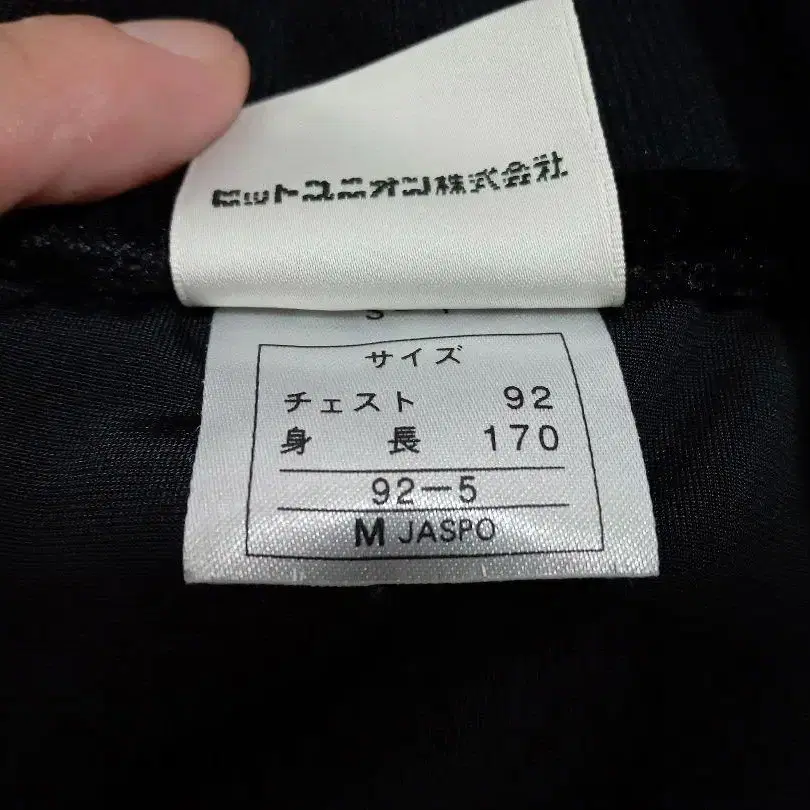 ヒットユニオン株式会社
サイズ
チェスト 92
身長 170
92-5
M JASPO